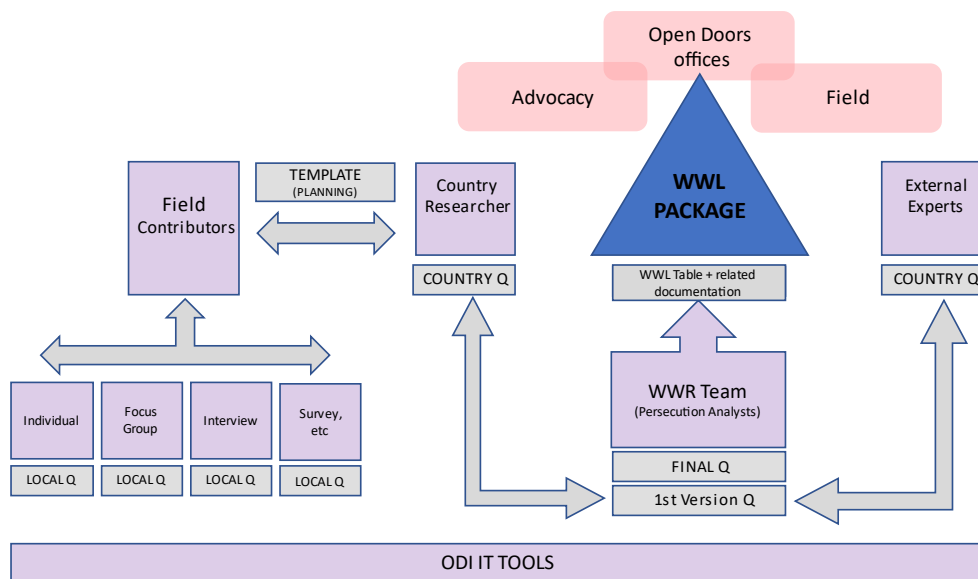 Open Doors
offices
Advocacy
Field
TEMPLATE
(PLANNING)
Field
Contributors
Country
Researcher
WWL
PACKAGE
External
Experts
COUNTRY Q
WWL Table + related
documentation
COUNTRY Q
WWR Team
(Persecution Analysts)
Individual
Focus
Group
Interview
Survey,
etc
LOCAL Q
LOCAL Q
LOCAL Q
LOCAL Q
FINAL Q
1st Version Q
ODI IT TOOLS